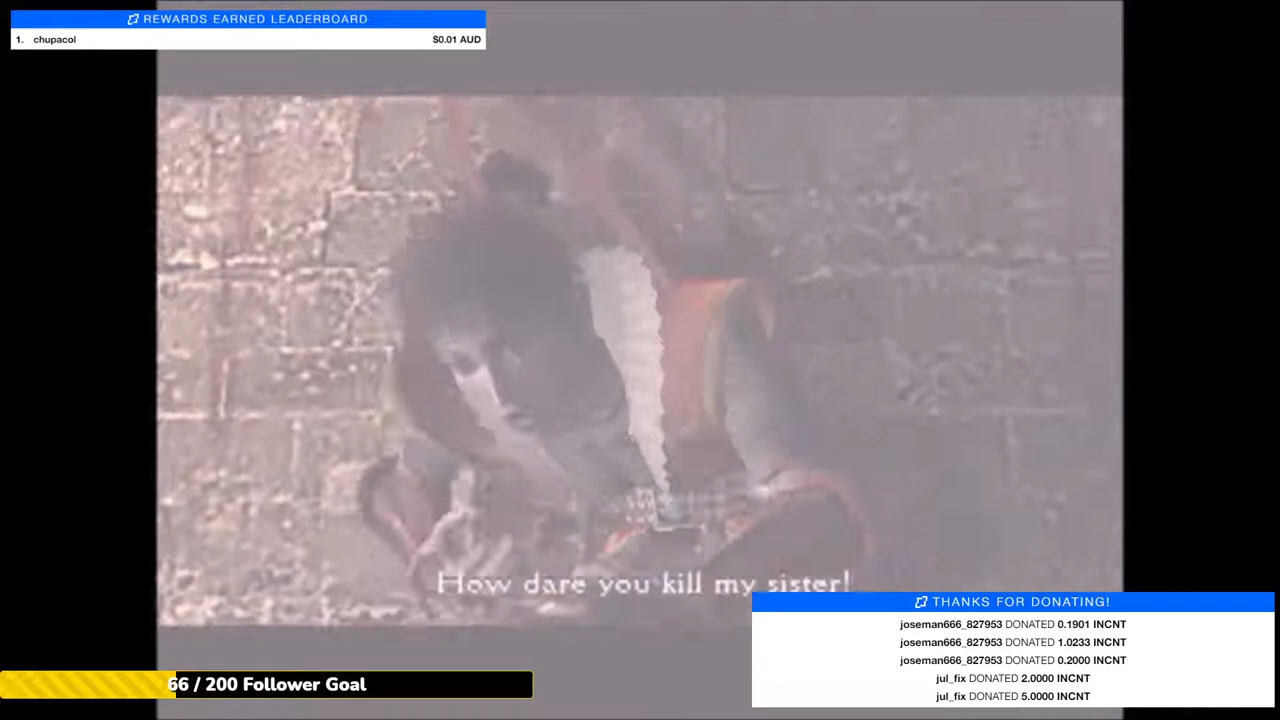 REWARDS EARNED LEADERBOARD
1. chupacol $0.01 AUD
How dare you kill my sister!
THANKS FOR DONATING!
joseman666_827953 DONATED 0.1901 INCNT
joseman666_827953 DONATED 1.0233 INCNT
joseman666_827953 DONATED 0.2000 INCNT
jul_fix DONATED 2.0000 INCNT
jul_fix DONATED 5.0000 INCNT
66 / 200 Follower Goal